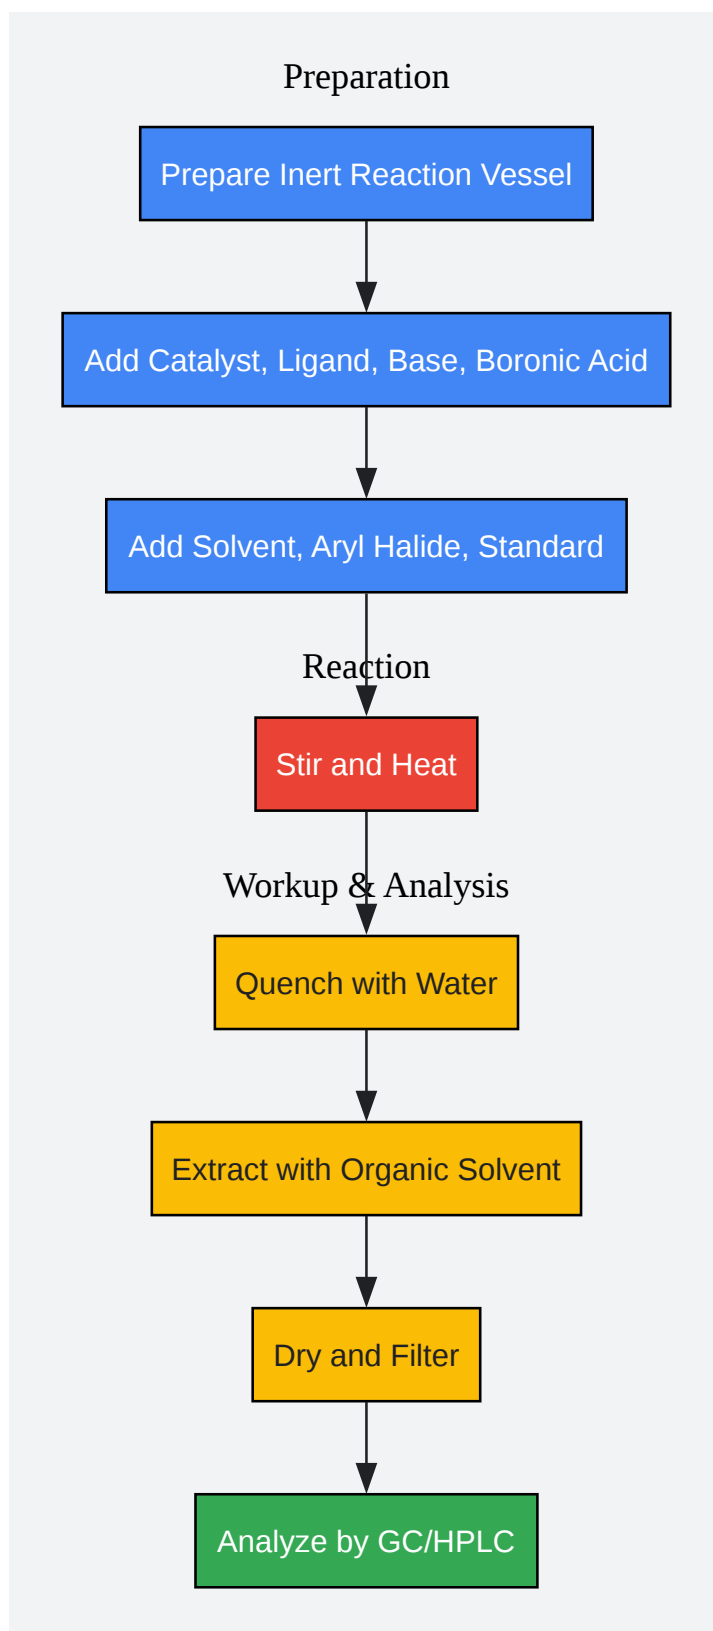 Preparation
Prepare Inert Reaction Vessel
Add Catalyst, Ligand, Base, Boronic Acid
Add Solvent, Aryl Halide, Standard
Reaction
Stir and Heat
Workup & Analysis
Quench with Water
Extract with Organic Solvent
Dry and Filter
Analyze by GC/HPLC